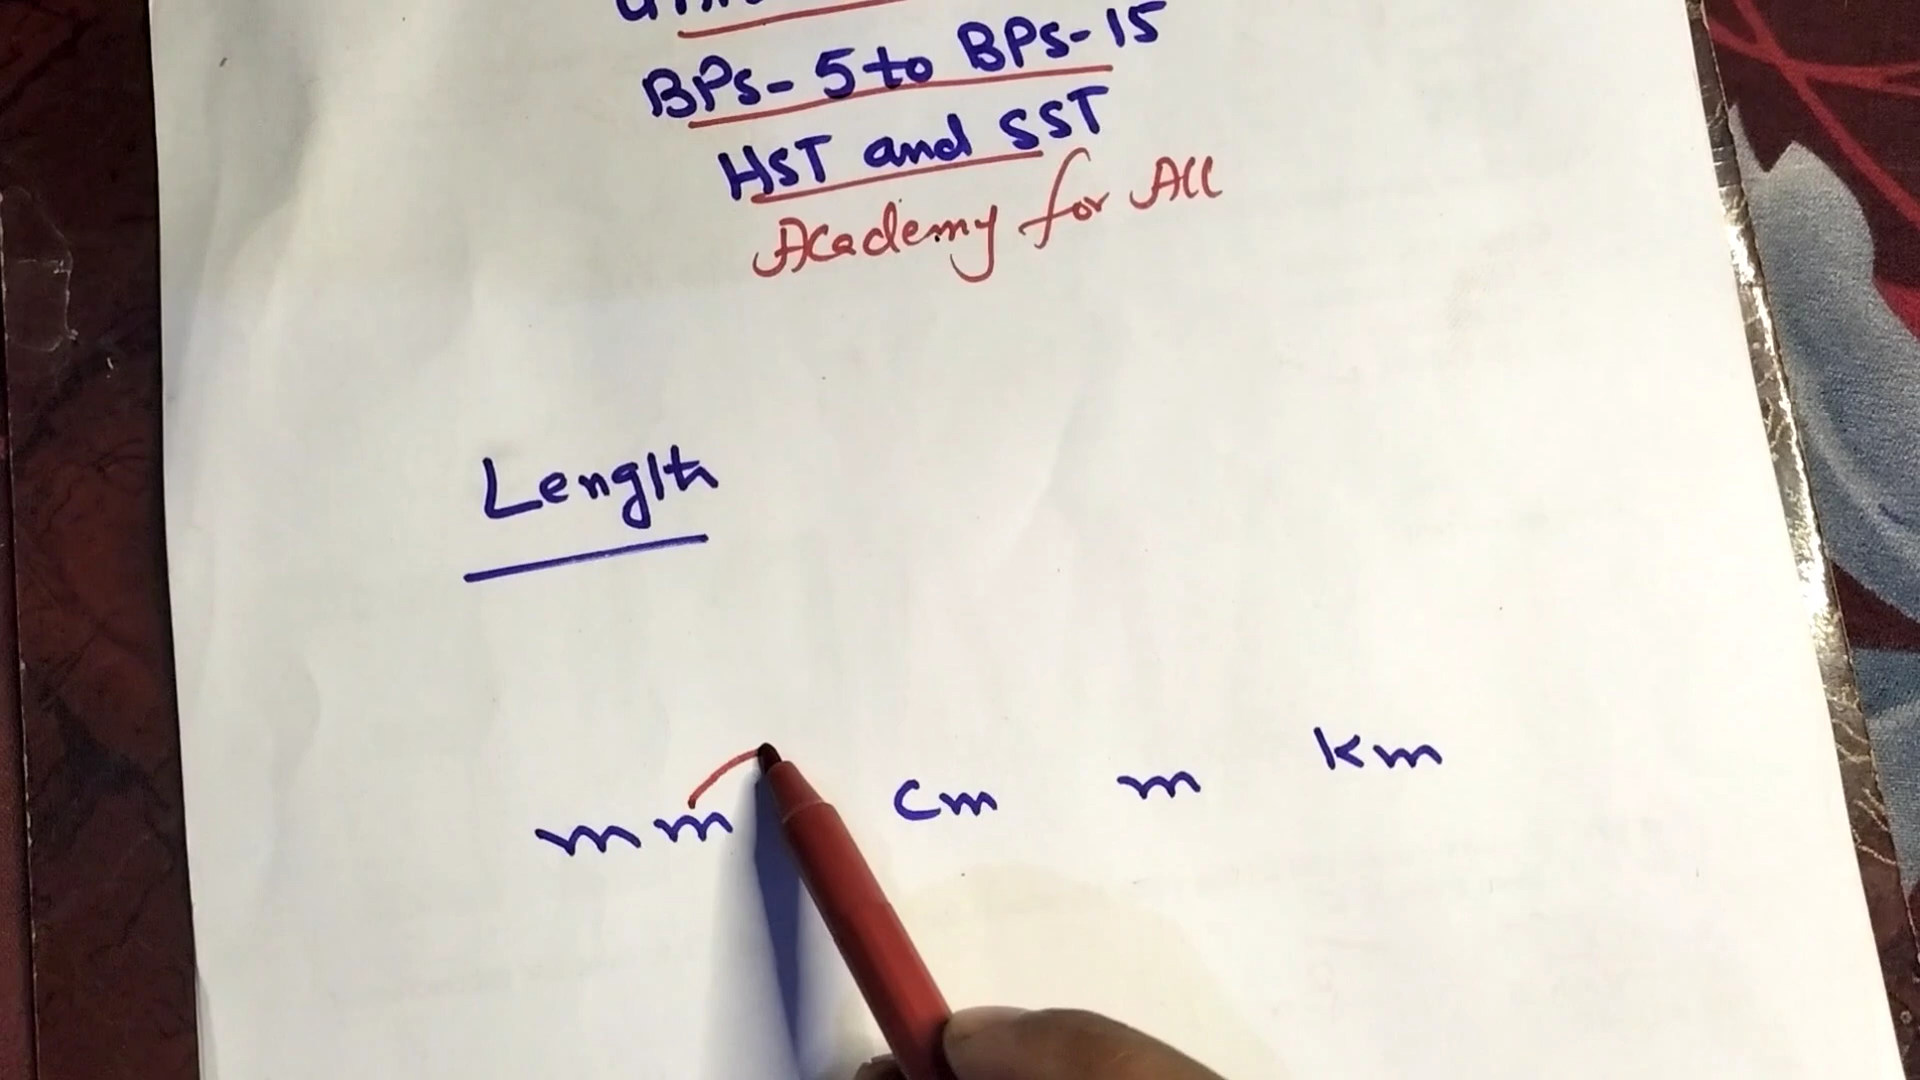 BPS- 5 to BPS-15
HST and SST
Academy for All
Length
mm cm m km